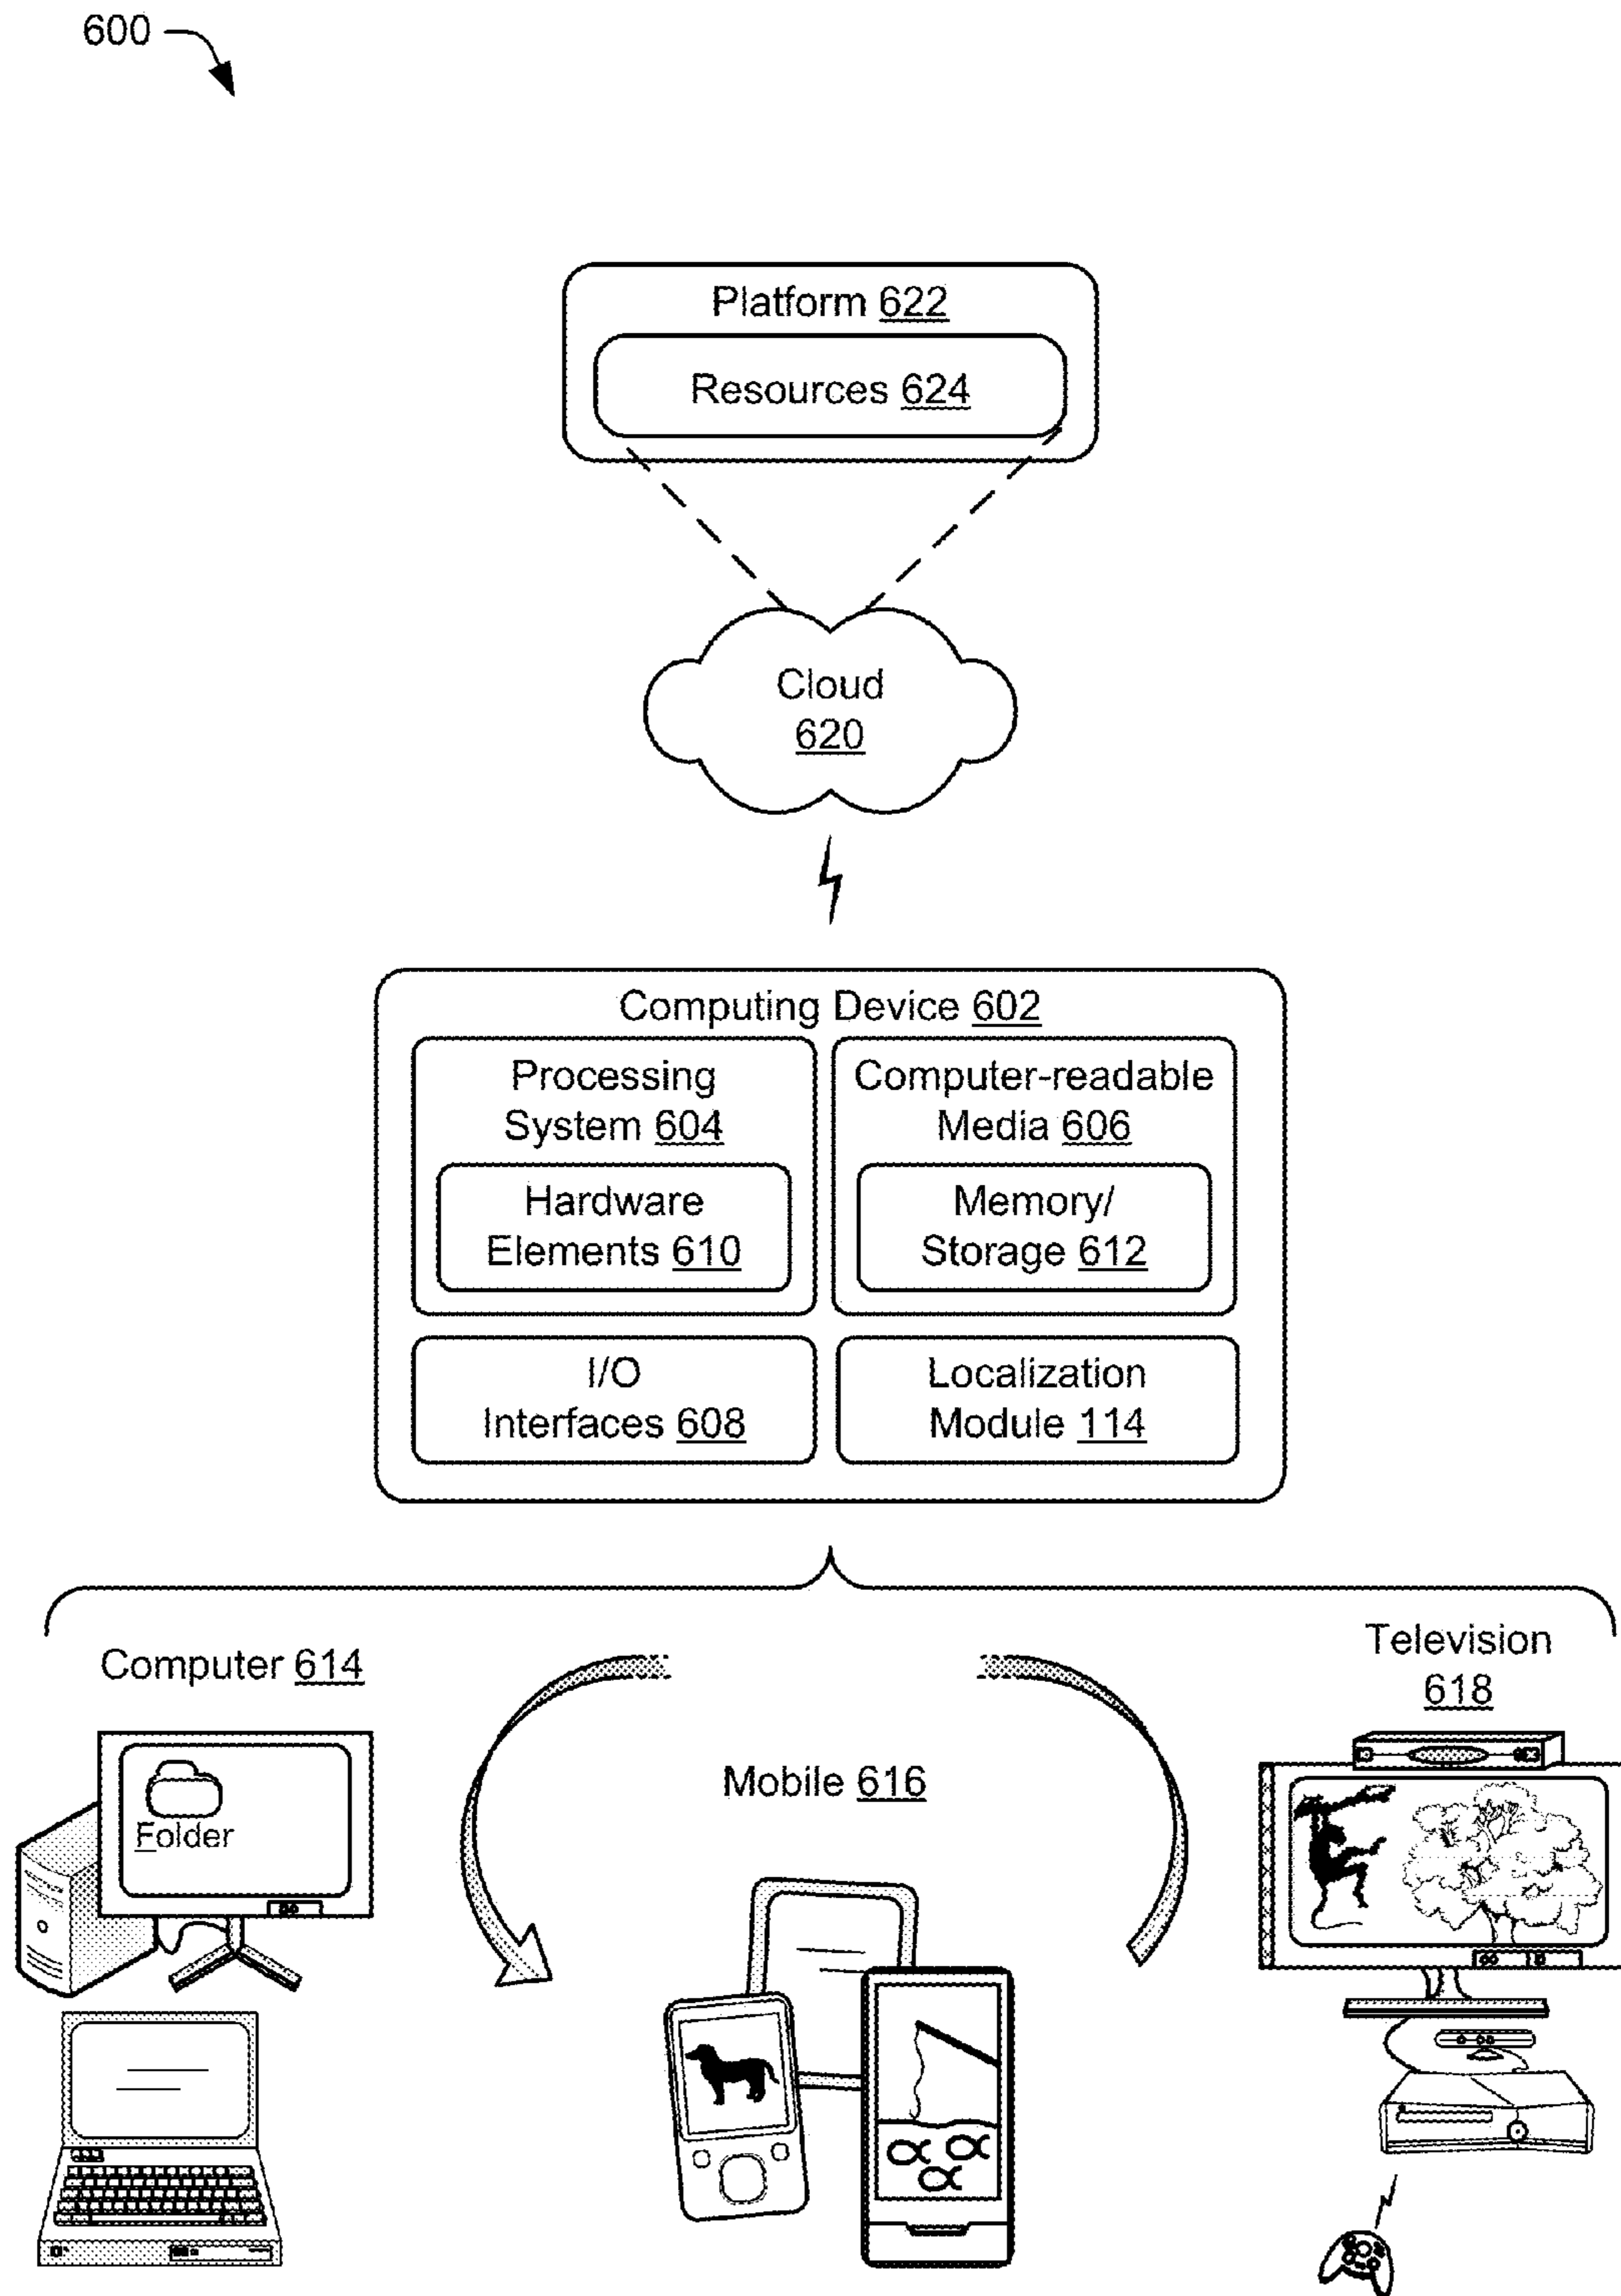 600
Platform 622
Resources 624
Cloud
620
Computing Device 602
Processing
System 604
Hardware
Elements 610
Computer-readable
Media 606
Memory/
Storage 612
I/O
Interfaces 608
Localization
Module 114
Computer 614
Folder
Mobile 616
Television
618